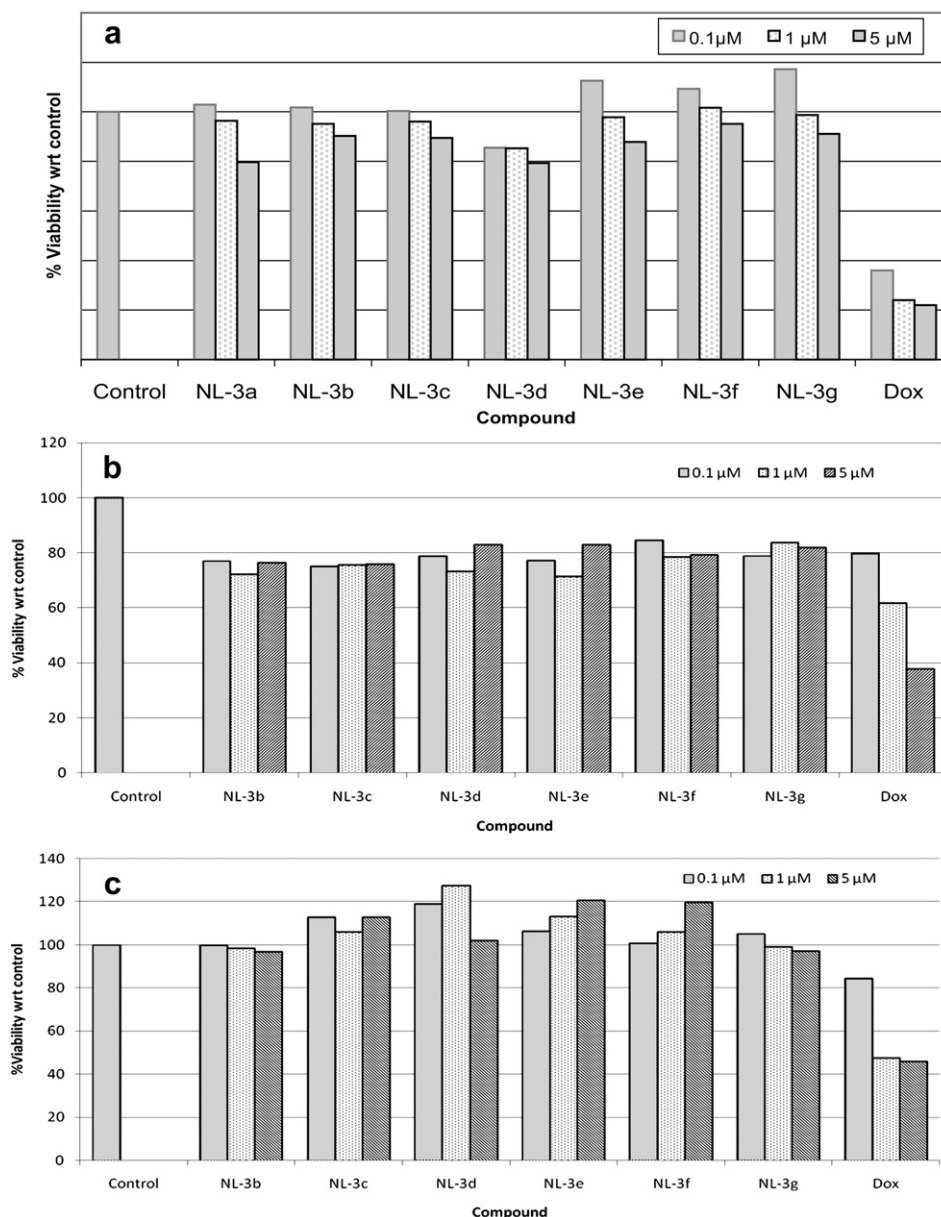 a
0.1µM 1 µM 5 µM
% Viabbility wrt control
Control NL-3a NL-3b NL-3c NL-3d NL-3e NL-3f NL-3g Dox
Compound
b
0.1 µM 1 µM 5 µM
120
100
80
60
40
20
0
% Viability wrt control
Control NL-3b NL-3c NL-3d NL-3e NL-3f NL-3g Dox
Compound
c
0.1 µM 1 µM 5 µM
140
120
100
80
60
40
20
0
%Viability wrt control
Control NL-3b NL-3c NL-3d NL-3e NL-3f NL-3g Dox
Compound